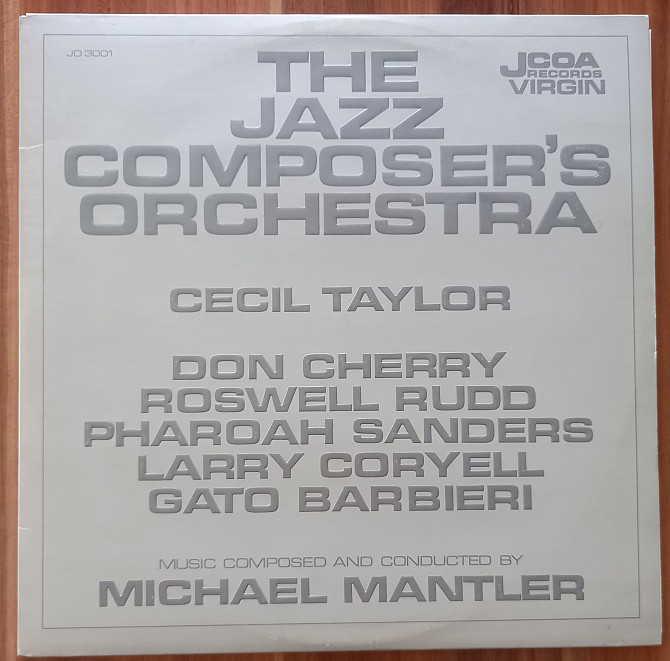 JD 3001
JCOA
RECORDS
VIRGIN
THE
JAZZ
COMPOSER'S
ORCHESTRA
CECIL TAYLOR
DON CHERRY
ROSWELL RUDD
PHAROAH SANDERS
LARRY CORYELL
GATO BARBIERI
MUSIC COMPOSED AND CONDUCTED BY
MICHAEL MANTLER